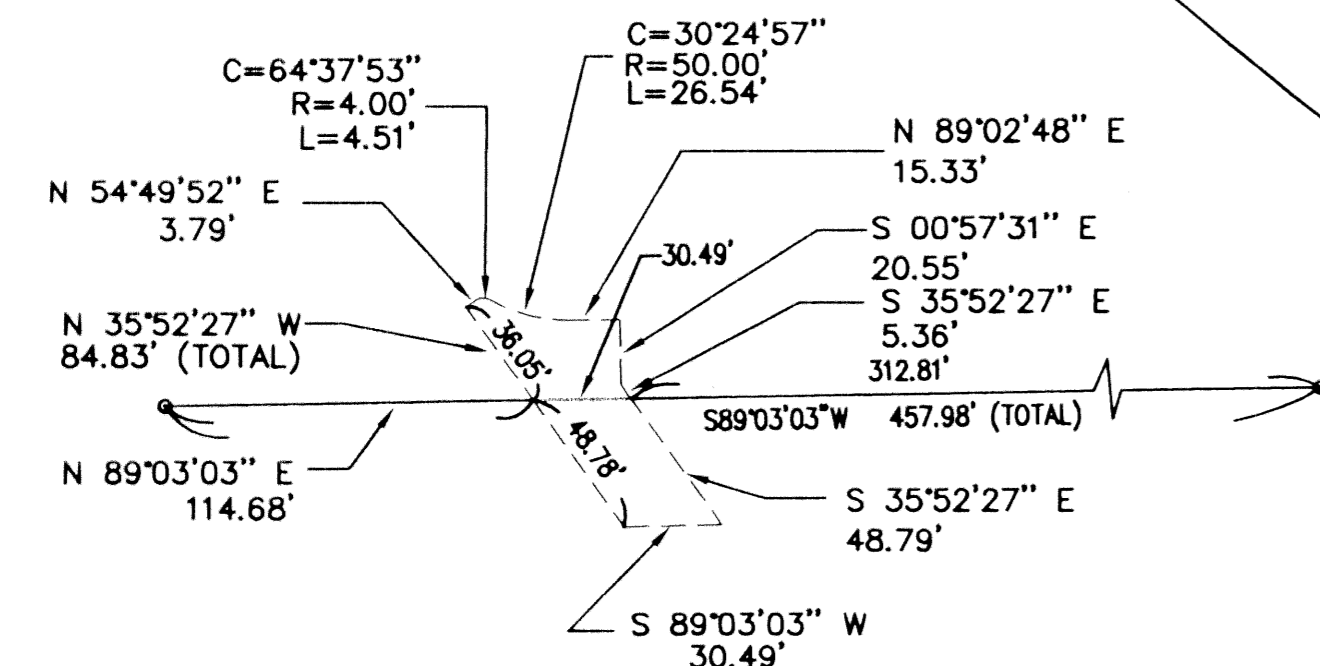 C=30°24'57"
R=50.00'
L=26.54'
C=64°37'53"
R=4.00'
L=4.51'
N 89°02'48" E
15.33'
N 54°49'52" E
3.79'
S 00°57'31" E
20.55'
30.49'
S 35°52'27" E
5.36'
N 35°52'27" W
84.83' (TOTAL)
36.05'
312.81'
S89°03'03"W 457.98' (TOTAL)
48.78'
N 89°03'03" E
114.68'
S 35°52'27" E
48.79'
S 89°03'03" W
30.49'